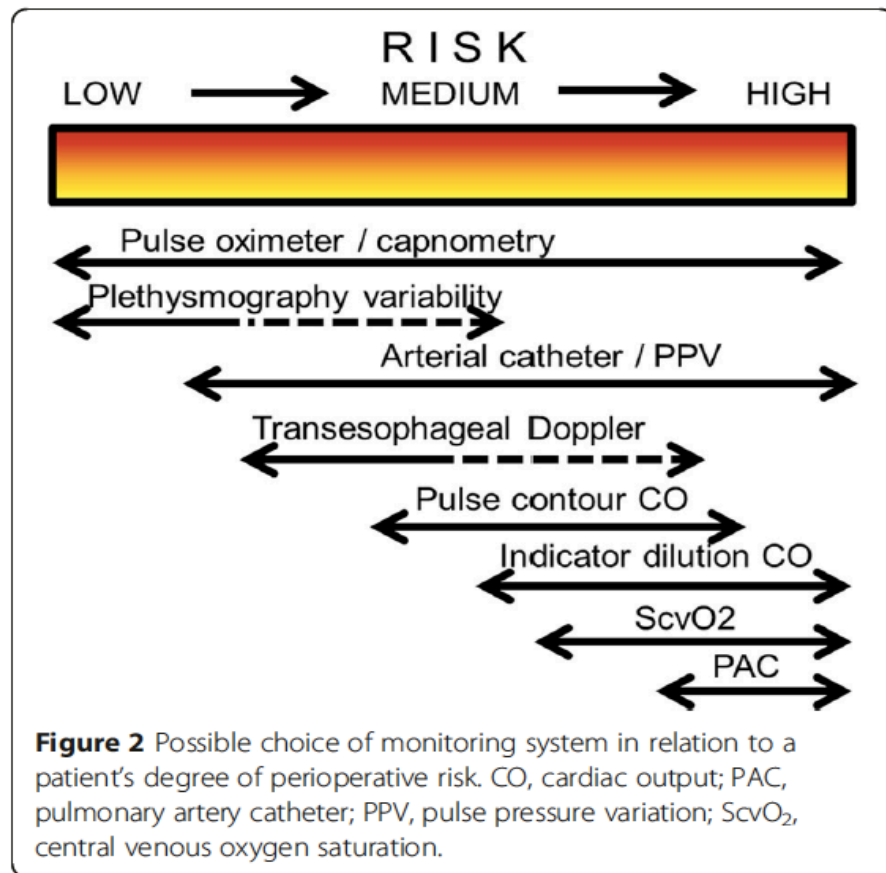 RISK
LOW MEDIUM HIGH
Pulse oximeter / capnometry
Plethysmography variability
Arterial catheter / PPV
Transesophageal Doppler
Pulse contour CO
Indicator dilution CO
ScvO2
PAC
Figure 2 Possible choice of monitoring system in relation to a
patient's degree of perioperative risk. CO, cardiac output; PAC,
pulmonary artery catheter; PPV, pulse pressure variation; ScvO₂,
central venous oxygen saturation.